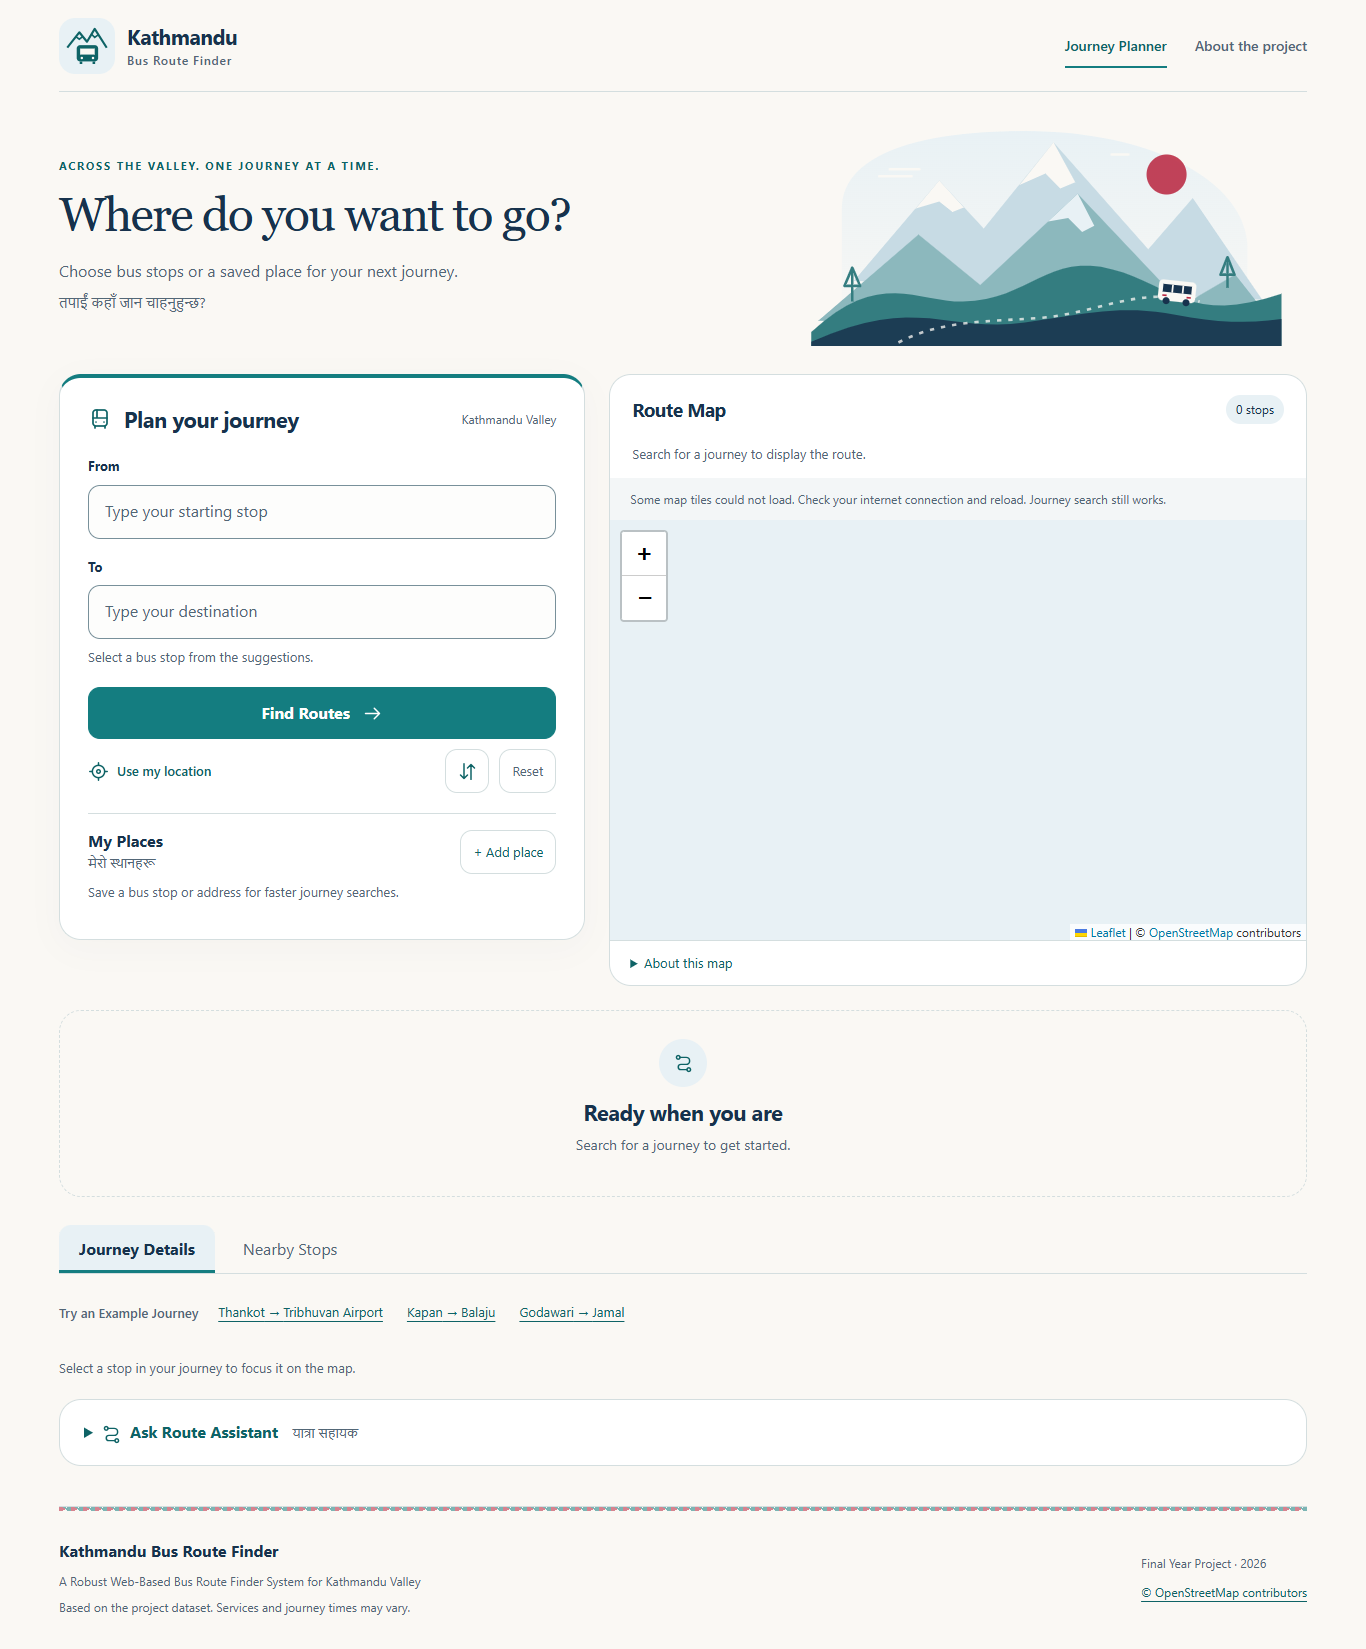 Kathmandu
Bus Route Finder
Journey Planner
About the project
ACROSS THE VALLEY. ONE JOURNEY AT A TIME.
Where do you want to go?
Choose bus stops or a saved place for your next journey.
तपाईं कहाँ जान चाहनुहुन्छ?
Plan your journey
Kathmandu Valley
From
Type your starting stop
To
Type your destination
Select a bus stop from the suggestions.
Find Routes →
Use my location
Reset
My Places
मेरो स्थानहरू
+ Add place
Save a bus stop or address for faster journey searches.
Route Map
0 stops
Search for a journey to display the route.
Some map tiles could not load. Check your internet connection and reload. Journey search still works.
+
−
Leaflet | © OpenStreetMap contributors
About this map
Ready when you are
Search for a journey to get started.
Journey Details
Nearby Stops
Try an Example Journey
Thankot → Tribhuvan Airport
Kapan → Balaju
Godawari → Jamal
Select a stop in your journey to focus it on the map.
Ask Route Assistant यात्रा सहायक
Kathmandu Bus Route Finder
A Robust Web-Based Bus Route Finder System for Kathmandu Valley
Based on the project dataset. Services and journey times may vary.
Final Year Project · 2026
© OpenStreetMap contributors